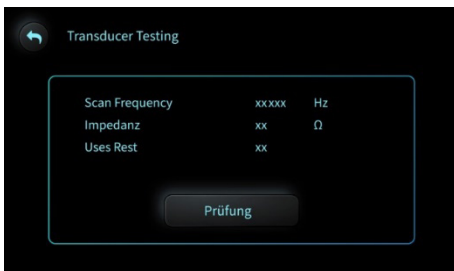 Transducer Testing
Scan Frequency xxxxx Hz
Impedanz xx Ω
Uses Rest xx
Prüfung